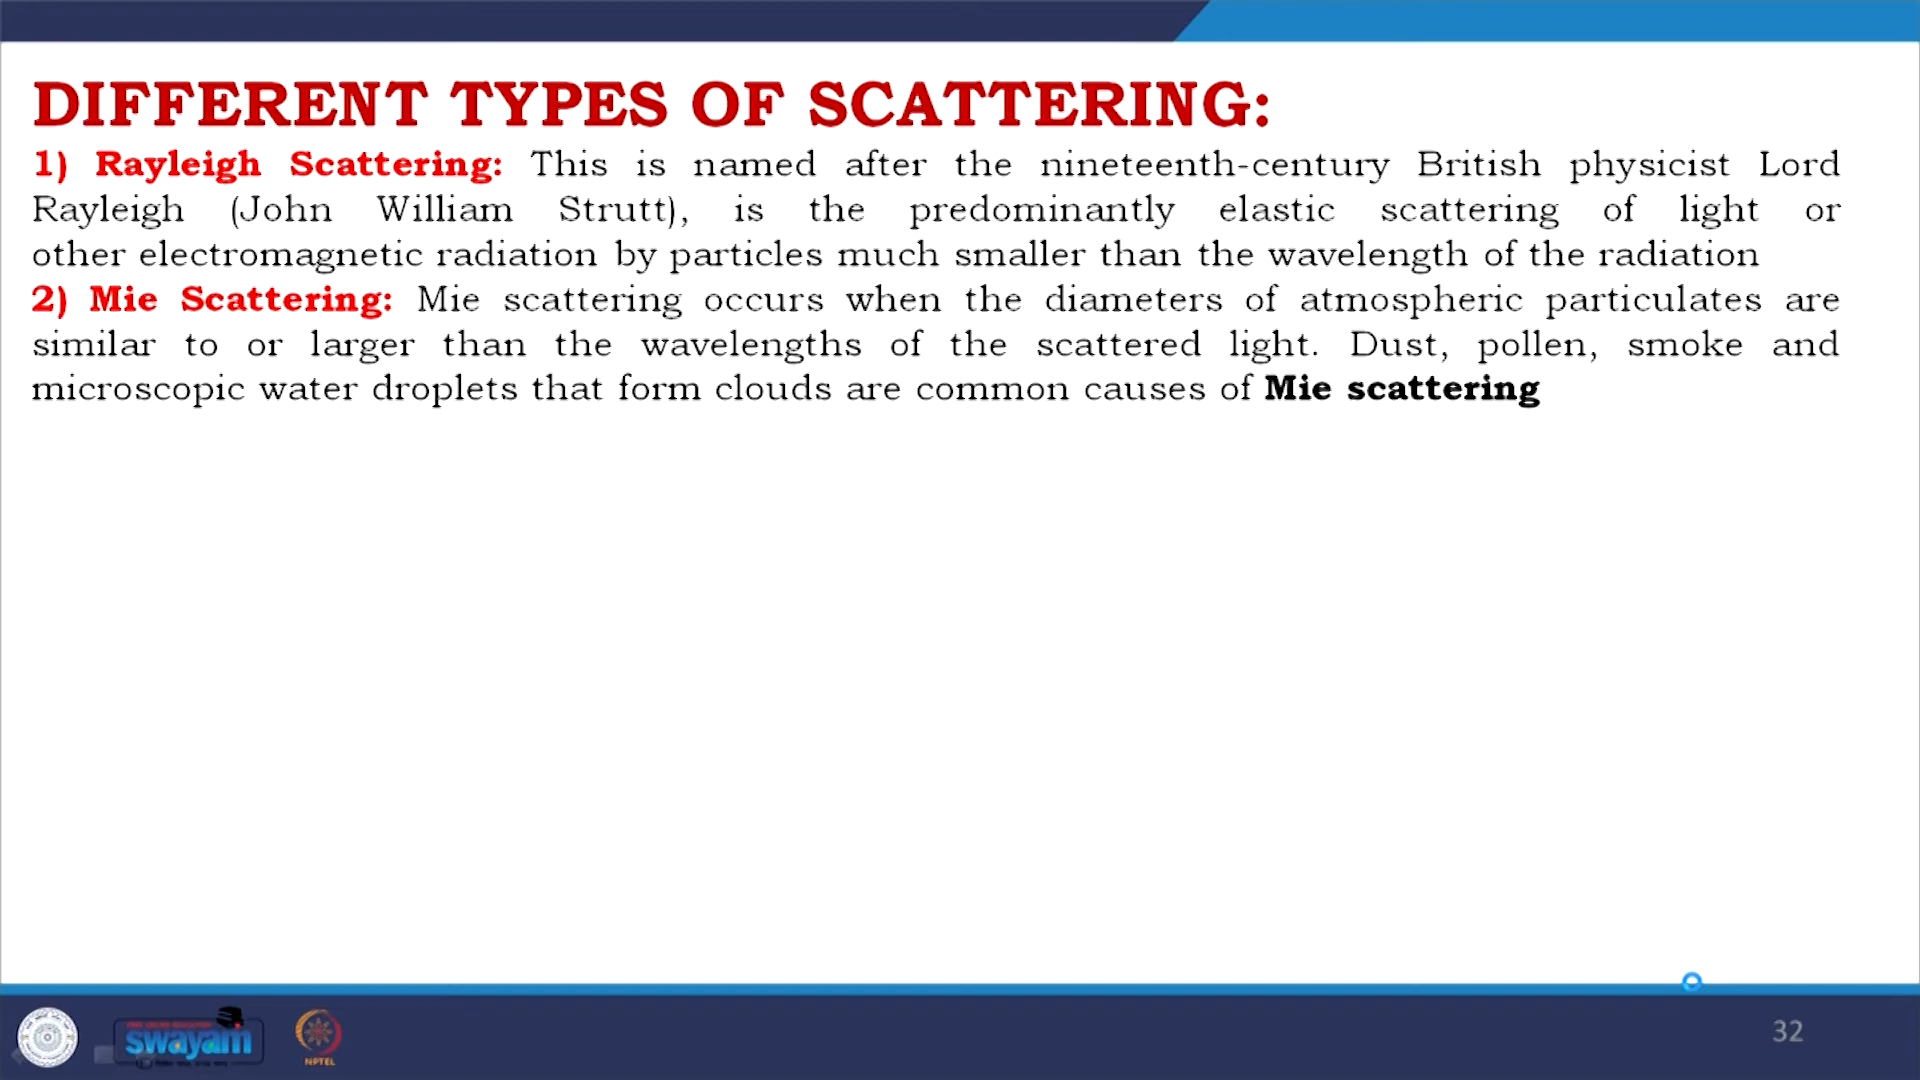 DIFFERENT TYPES OF SCATTERING:
1) Rayleigh Scattering: This is named after the nineteenth-century British physicist Lord
Rayleigh (John William Strutt), is the predominantly elastic scattering of light or
other electromagnetic radiation by particles much smaller than the wavelength of the radiation
2) Mie Scattering: Mie scattering occurs when the diameters of atmospheric particulates are
similar to or larger than the wavelengths of the scattered light. Dust, pollen, smoke and
microscopic water droplets that form clouds are common causes of Mie scattering
swayam
NPTEL
32